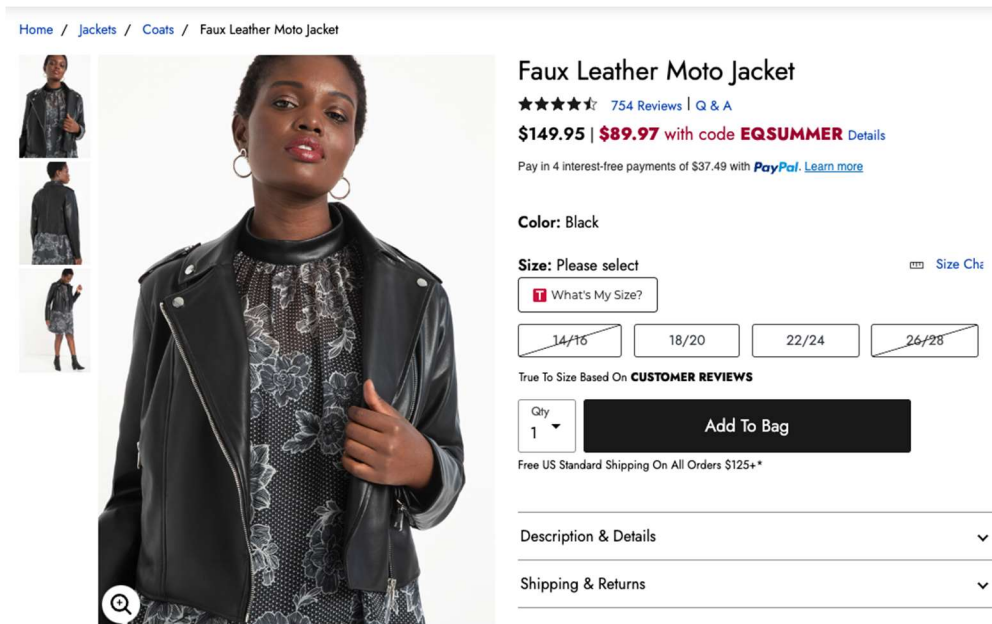 Home / Jackets / Coats / Faux Leather Moto Jacket
Faux Leather Moto Jacket
754 Reviews | Q & A
$149.95 | $89.97 with code EQSUMMER Details
Pay in 4 interest-free payments of $37.49 with PayPal. Learn more
Color: Black
Size: Please select
Size Cha
T What's My Size?
14/16 18/20 22/24 26/28
True To Size Based On CUSTOMER REVIEWS
Qty
1
Add To Bag
Free US Standard Shipping On All Orders $125+*
Description & Details
Shipping & Returns